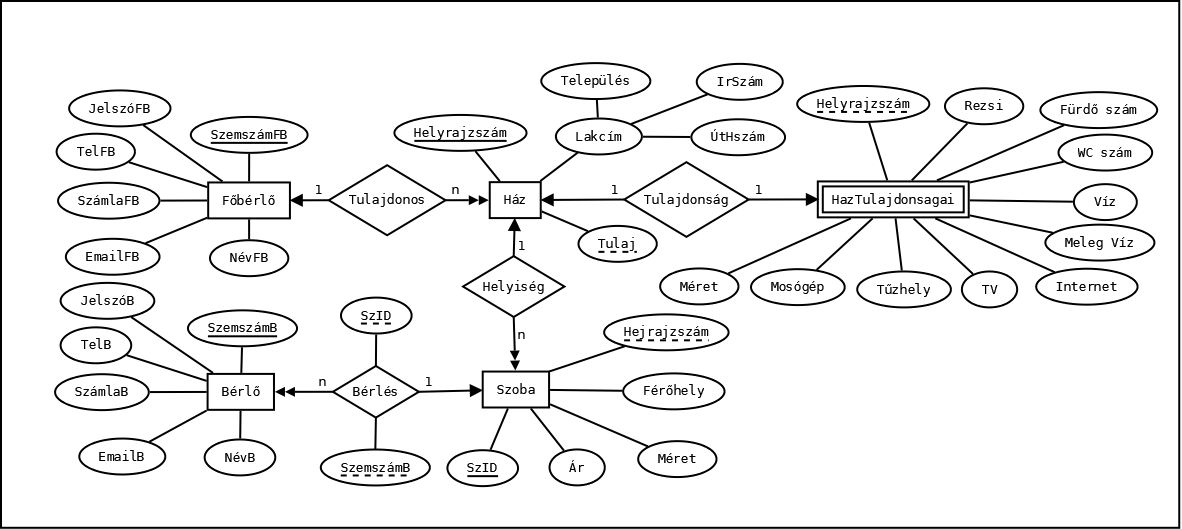 Település
IrSzám
JelszóFB
SzemszámFB
Helyrajzszám
Lakcím
ÚtHszám
Helyrajzszám
Rezsi
Fürdő szám
TelFB
WC szám
SzámlaFB
Főbérlő
1
Tulajdonos
n
Ház
1
Tulajdonság
1
HazTulajdonsagai
Víz
EmailFB
NévFB
1
Tulaj
Meleg Víz
Helyiség
Méret
Mosógép
Tűzhely
TV
Internet
JelszóB
SzemszámB
SzID
n
Hejrajzszám
TelB
SzámlaB
Bérlő
n
Bérlés
1
Szoba
Férőhely
EmailB
NévB
SzemszámB
SzID
Ár
Méret